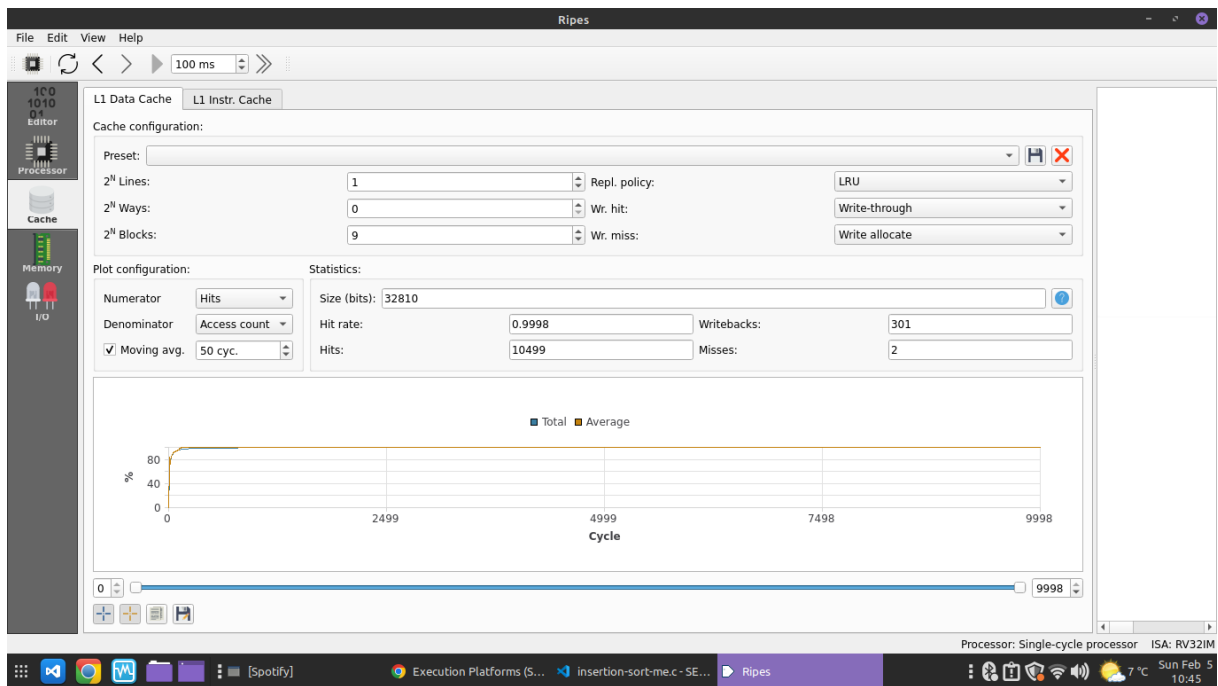 Ripes
File Edit View Help
100 ms
Editor
Processor
Cache
Memory
I/O
L1 Data Cache L1 Instr. Cache
Cache configuration:
Preset:
2^N Lines: 1 Repl. policy: LRU
2^N Ways: 0 Wr. hit: Write-through
2^N Blocks: 9 Wr. miss: Write allocate
Plot configuration: Statistics:
Numerator Hits Size (bits): 32810
Denominator Access count Hit rate: 0.9998 Writebacks: 301
Moving avg. 50 cyc. Hits: 10499 Misses: 2
Total Average
80
40
0
%
0 2499 4999 7498 9998
Cycle
0 9998
Processor: Single-cycle processor ISA: RV32IM
[Spotify] Execution Platforms (S... insertion-sort-me.c - SE... Ripes 7 °C Sun Feb 5
10:45